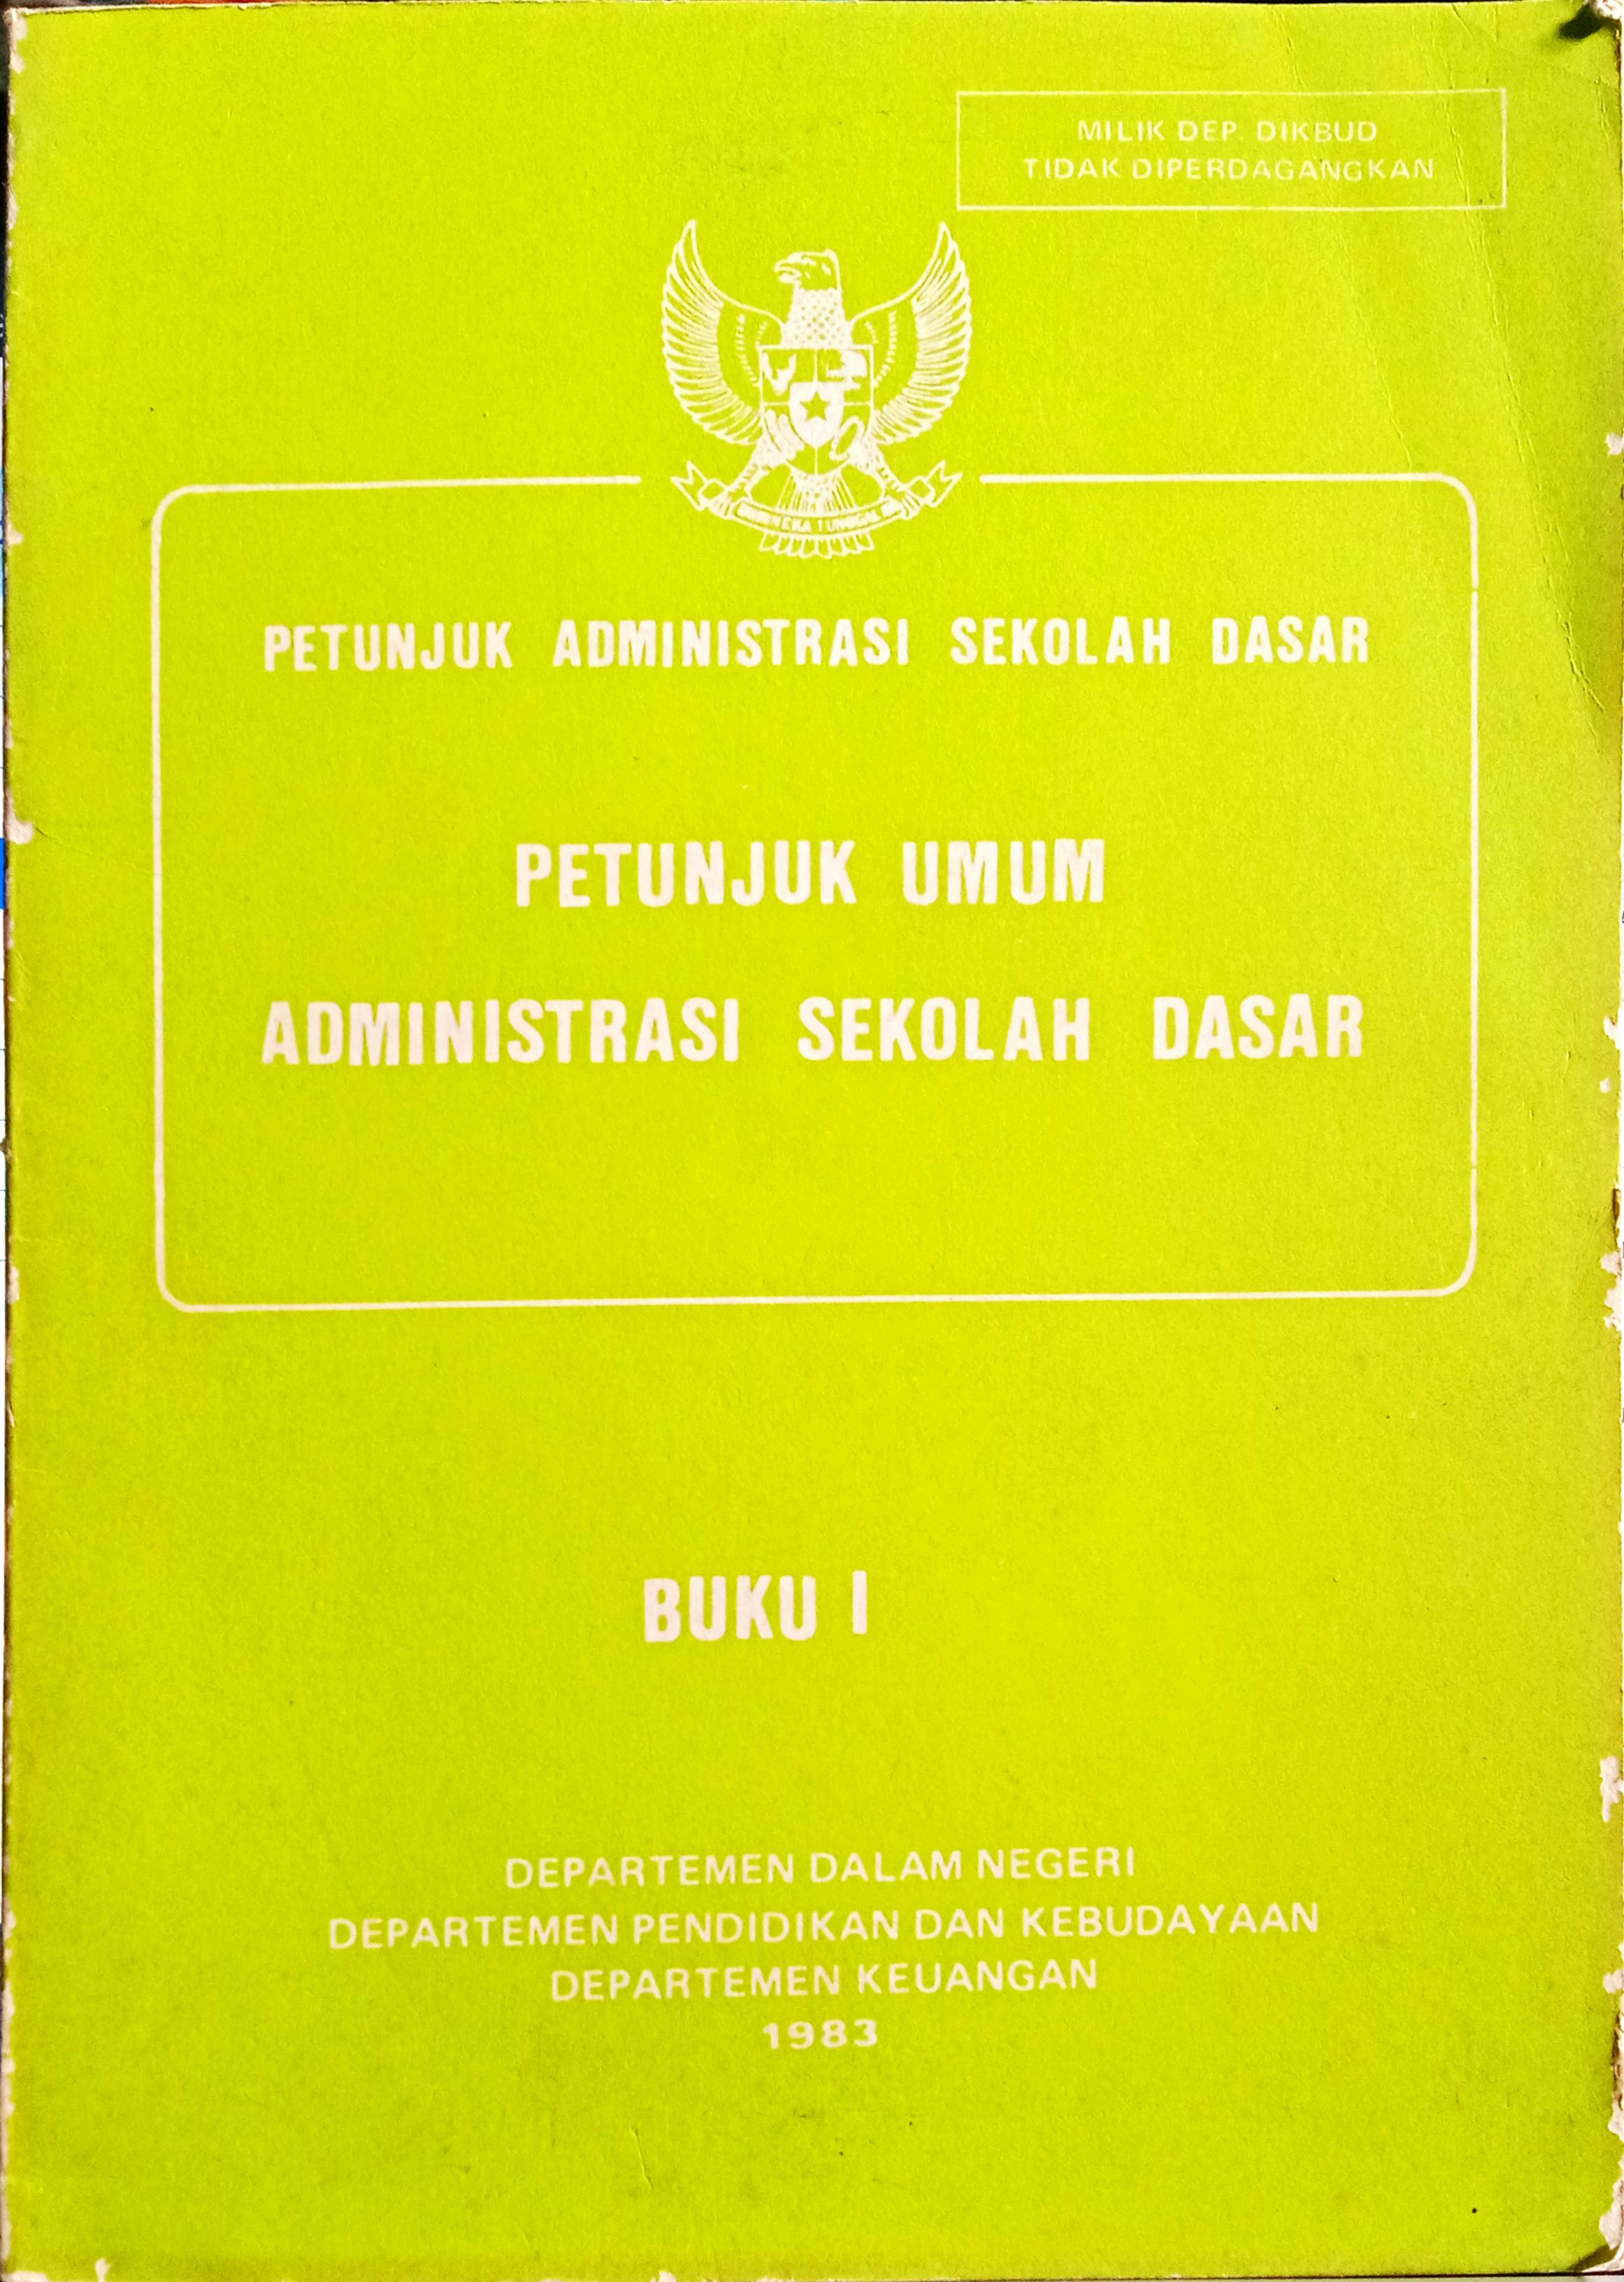 MILIK DEP. DIKBUD
TIDAK DIPERDAGANGKAN
TUNGGAL
PETUNJUK ADMINISTRASI SEKOLAH DASAR
PETUNJUK UMUM
ADMINISTRASI SEKOLAH DASAR
BUKU I
DEPARTEMEN DALAM NEGERI
DEPARTEMEN PENDIDIKAN DAN KEBUDAYAAN
DEPARTEMEN KEUANGAN
1983